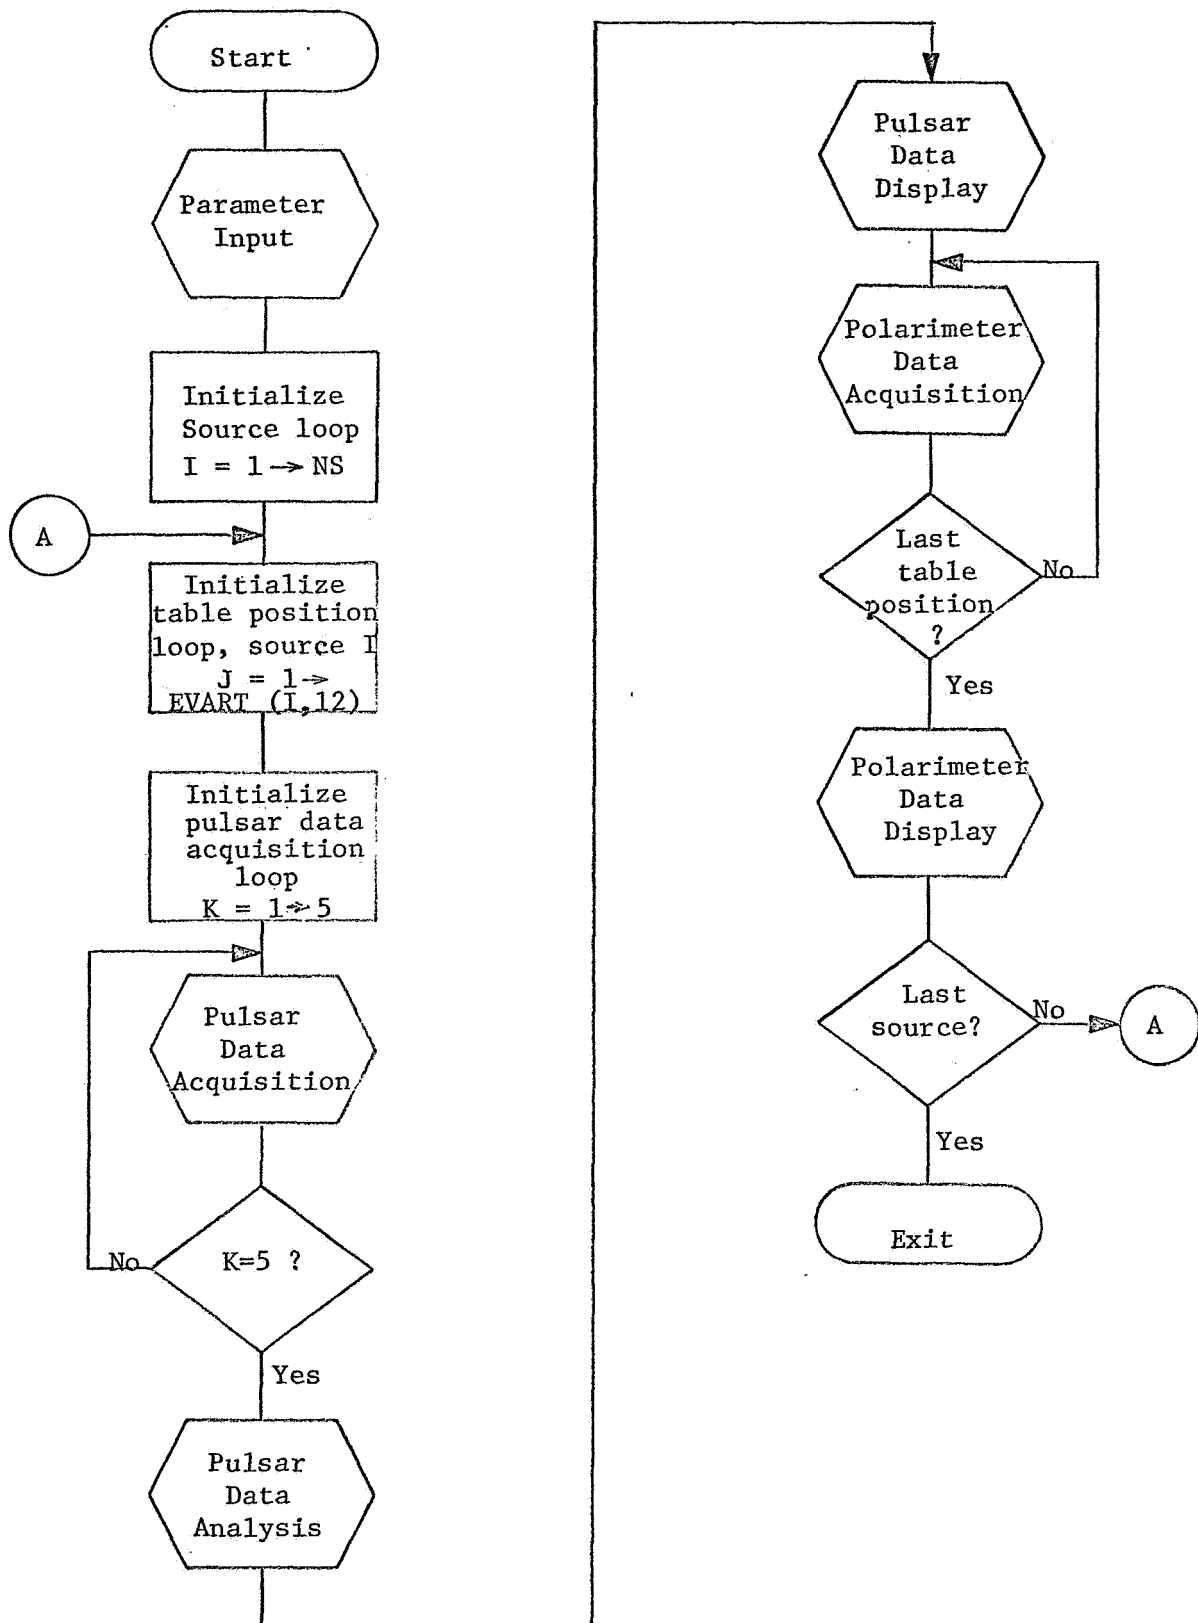 Start
Parameter
Input
Initialize
Source loop
I = 1 → NS
A
Initialize
table position
loop, source I
J = 1 →
EVART (I,12)
Initialize
pulsar data
acquisition
loop
K = 1 → 5
Pulsar
Data
Acquisition
No
K=5 ?
Yes
Pulsar
Data
Analysis
Pulsar
Data
Display
Polarimeter
Data
Acquisition
Last
table
position
?
No
Yes
Polarimeter
Data
Display
Last
source?
No
A
Yes
Exit